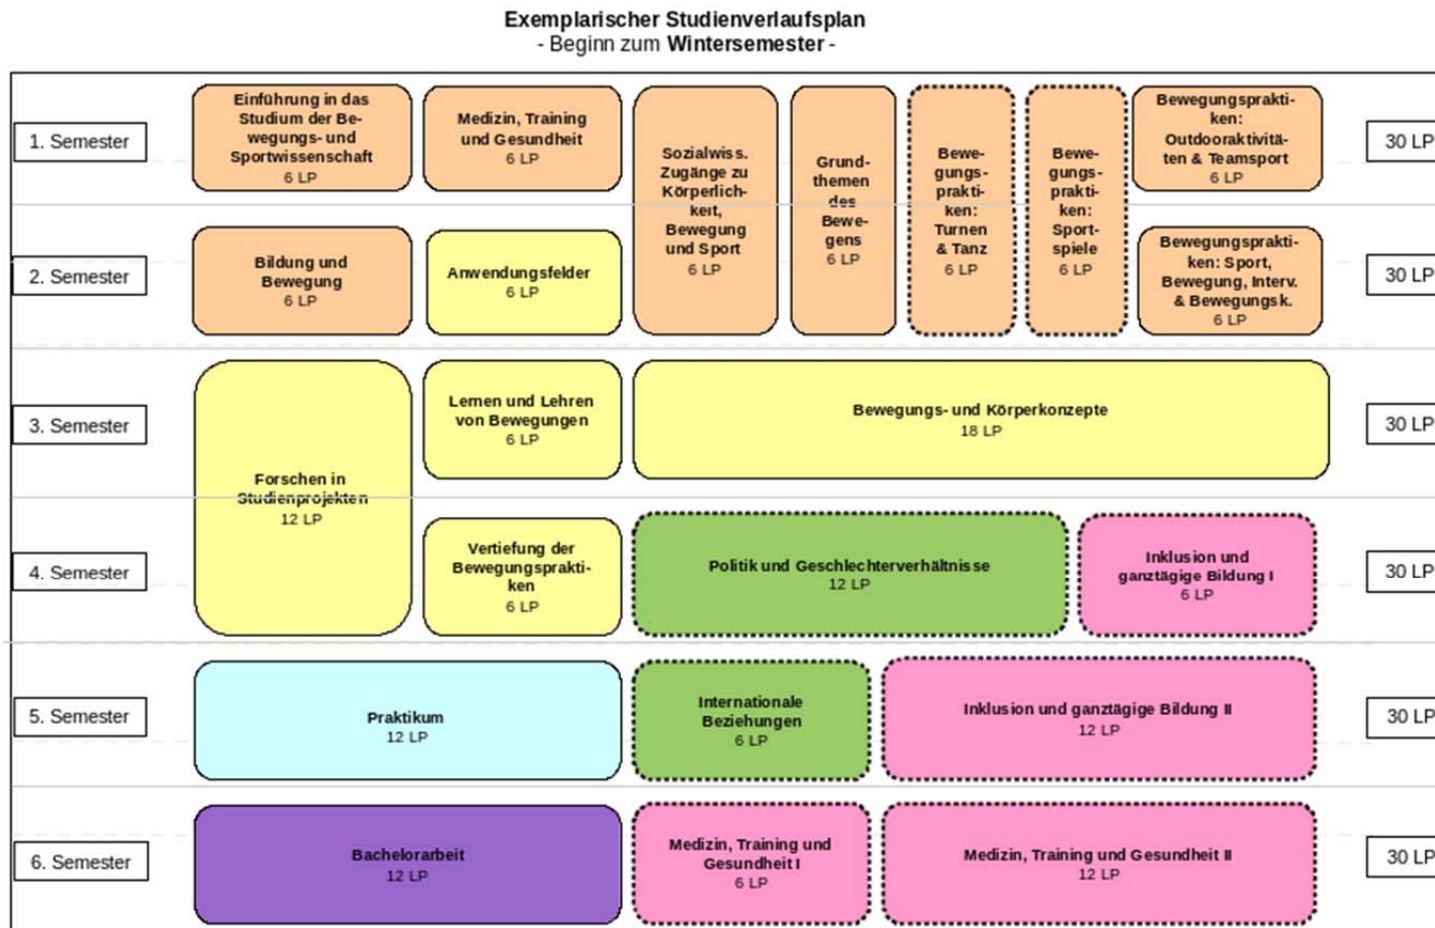 Exemplarischer Studienverlaufsplan
- Beginn zum Wintersemester -
1. Semester
Einführung in das
Studium der Be-
wegungs- und
Sportwissenschaft
6 LP
Medizin, Training
und Gesundheit
6 LP
Sozialwiss.
Zugänge zu
Körperlich-
keit,
Bewegung
und Sport
6 LP
Grund-
themen
des
Bewe-
gens
6 LP
Bewe-
gungs-
prakti-
ken:
Turnen
& Tanz
6 LP
Bewe-
gungs-
prakti-
ken:
Sport-
spiele
6 LP
Bewegungsprakti-
ken:
Outdooraktivitä-
ten & Teamsport
6 LP
30 LP
2. Semester
Bildung und
Bewegung
6 LP
Anwendungsfelder
6 LP
Bewegungsprakti-
ken: Sport,
Bewegung, Interv.
& Bewegungsk.
6 LP
30 LP
3. Semester
Forschen in
Studienprojekten
12 LP
Lernen und Lehren
von Bewegungen
6 LP
Bewegungs- und Körperkonzepte
18 LP
30 LP
4. Semester
Vertiefung der
Bewegungsprakti-
ken
6 LP
Politik und Geschlechterverhältnisse
12 LP
Inklusion und
ganztägige Bildung I
6 LP
30 LP
5. Semester
Praktikum
12 LP
Internationale
Beziehungen
6 LP
Inklusion und ganztägige Bildung II
12 LP
30 LP
6. Semester
Bachelorarbeit
12 LP
Medizin, Training und
Gesundheit I
6 LP
Medizin, Training und Gesundheit II
12 LP
30 LP